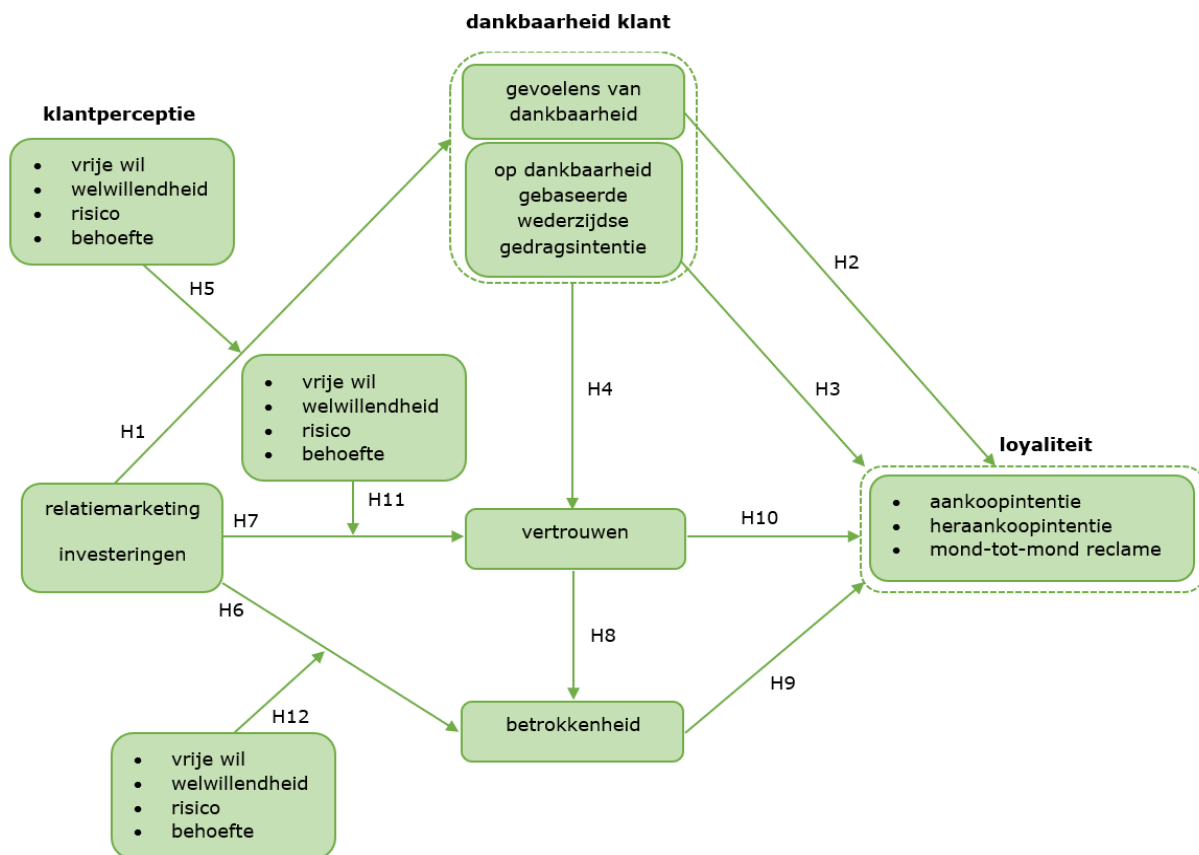 dankbaarheid klant
gevoelens van
dankbaarheid
klantperceptie
• vrije wil
• welwillendheid
• risico
• behoefte
op dankbaarheid
gebaseerde
wederzijdse
gedragsintentie
H5
H2
• vrije wil
• welwillendheid
• risico
• behoefte
H1
H4
H3
loyaliteit
relatiemarketing
investeringen
H7
H11
vertrouwen
H10
• aankoopintentie
• heraankoopintentie
• mond-tot-mond reclame
H6
H8
H9
H12
betrokkenheid
• vrije wil
• welwillendheid
• risico
• behoefte